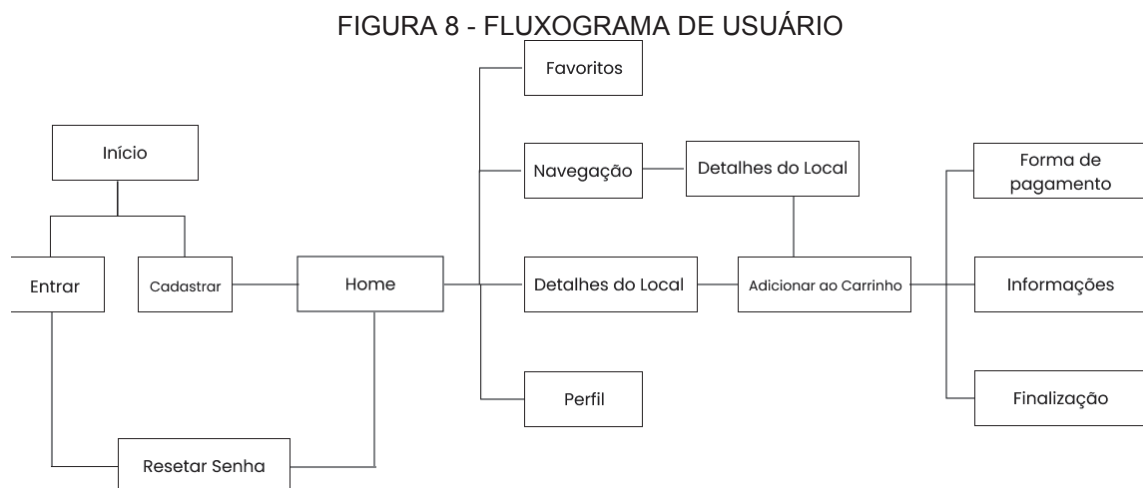 FIGURA 8 - FLUXOGRAMA DE USUÁRIO
Favoritos
Início
Navegação
Detalhes do Local
Forma de
pagamento
Entrar
Cadastrar
Home
Detalhes do Local
Adicionar ao Carrinho
Informações
Perfil
Finalização
Resetar Senha